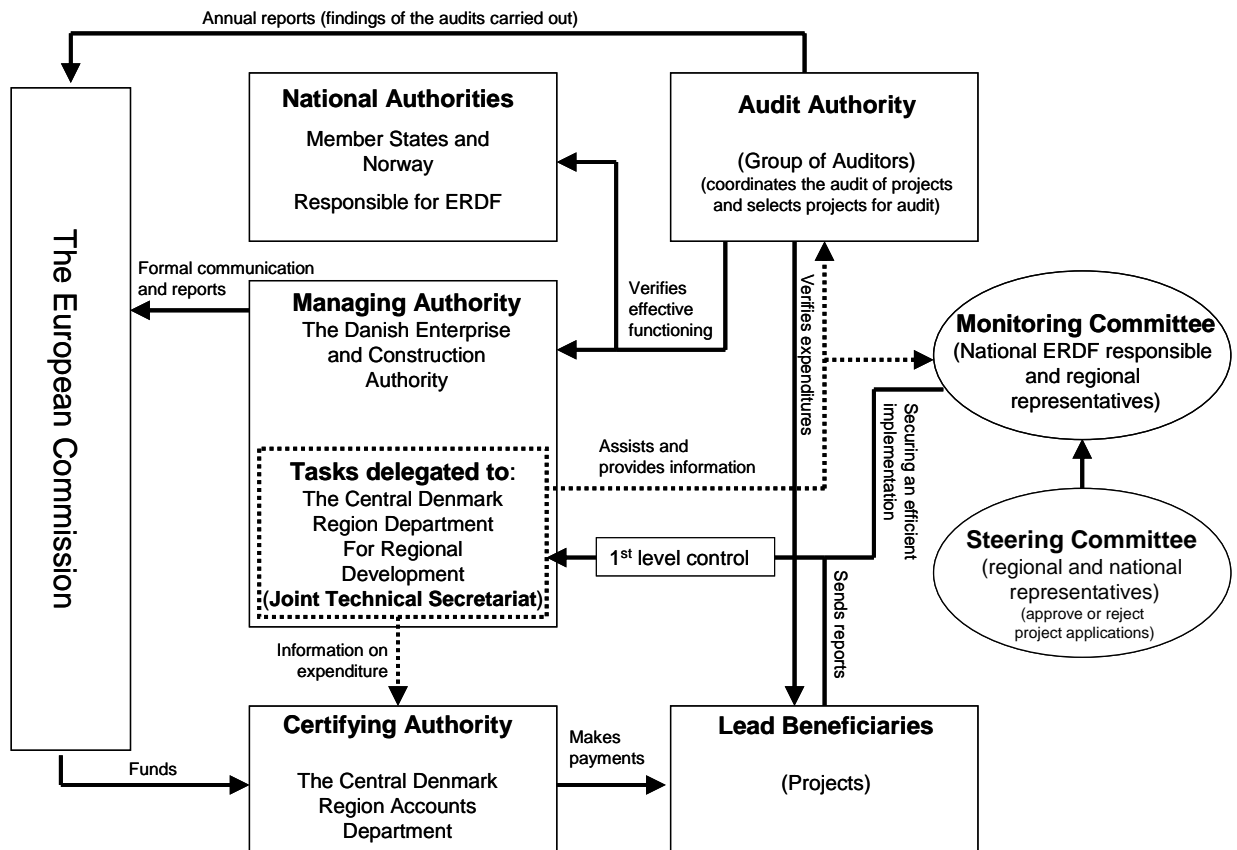 Annual reports (findings of the audits carried out)
The European Commission
National Authorities
Member States and
Norway
Responsible for ERDF
Audit Authority
(Group of Auditors)
(coordinates the audit of projects
and selects projects for audit)
Formal communication
and reports
Managing Authority
The Danish Enterprise
and Construction
Authority
Verifies
effective
functioning
Verifies expenditures
Monitoring Committee
(National ERDF responsible
and regional
representatives)
Securing an efficient
implementation
Tasks delegated to:
The Central Denmark
Region Department
For Regional
Development
(Joint Technical Secretariat)
Assists and
provides information
1st level control
Steering Committee
(regional and national
representatives)
(approve or reject
project applications)
Sends reports
Information on
expenditure
Funds
Certifying Authority
The Central Denmark
Region Accounts
Department
Makes
payments
Lead Beneficiaries
(Projects)